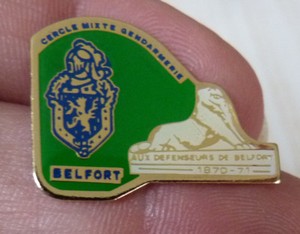 CERCLE MIXTE GENDARMERIE
BELFORT
AUX DEFENSEURS DE BELFORT
1870-71